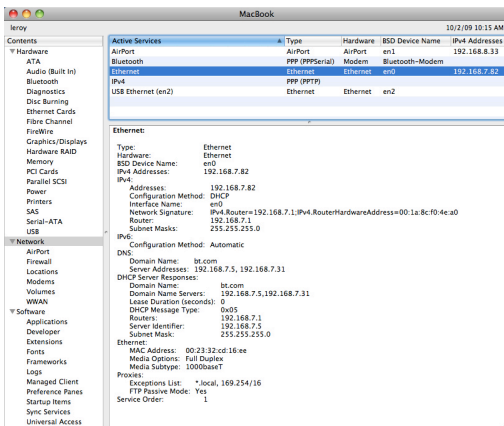 MacBook
leroy
10/2/09 10:15 AM
Contents
Hardware
ATA
Audio (Built In)
Bluetooth
Diagnostics
Disc Burning
Ethernet Cards
Fibre Channel
FireWire
Graphics/Displays
Hardware RAID
Memory
PCI Cards
Parallel SCSI
Power
Printers
SAS
Serial-ATA
USB
Network
AirPort
Firewall
Locations
Modems
Volumes
WWAN
Software
Applications
Developer
Extensions
Fonts
Frameworks
Logs
Managed Client
Preference Panes
Startup Items
Sync Services
Universal Access
Active Services Type Hardware BSD Device Name IPv4 Addresses
AirPort AirPort AirPort en1 192.168.8.33
Bluetooth PPP (PPPSerial) Modem Bluetooth-Modem
Ethernet Ethernet Ethernet en0 192.168.7.82
IPv4 PPP (PPTP)
USB Ethernet (en2) Ethernet Ethernet en2
Ethernet:
Type: Ethernet
Hardware: Ethernet
BSD Device Name: en0
IPv4 Addresses: 192.168.7.82
IPv4:
Addresses: 192.168.7.82
Configuration Method: DHCP
Interface Name: en0
Network Signature: IPv4.Router=192.168.7.1;IPv4.RouterHardwareAddress=00:1a:8c:f0:4e:a0
Router: 192.168.7.1
Subnet Masks: 255.255.255.0
IPv6:
Configuration Method: Automatic
DNS:
Domain Name: bt.com
Server Addresses: 192.168.7.5, 192.168.7.31
DHCP Server Responses:
Domain Name: bt.com
Domain Name Servers: 192.168.7.5,192.168.7.31
Lease Duration (seconds): 0
DHCP Message Type: 0x05
Routers: 192.168.7.1
Server Identifier: 192.168.7.5
Subnet Mask: 255.255.255.0
Ethernet:
MAC Address: 00:23:32:cd:16:ee
Media Options: Full Duplex
Media Subtype: 1000baseT
Proxies:
Exceptions List: *.local, 169.254/16
FTP Passive Mode: Yes
Service Order: 1